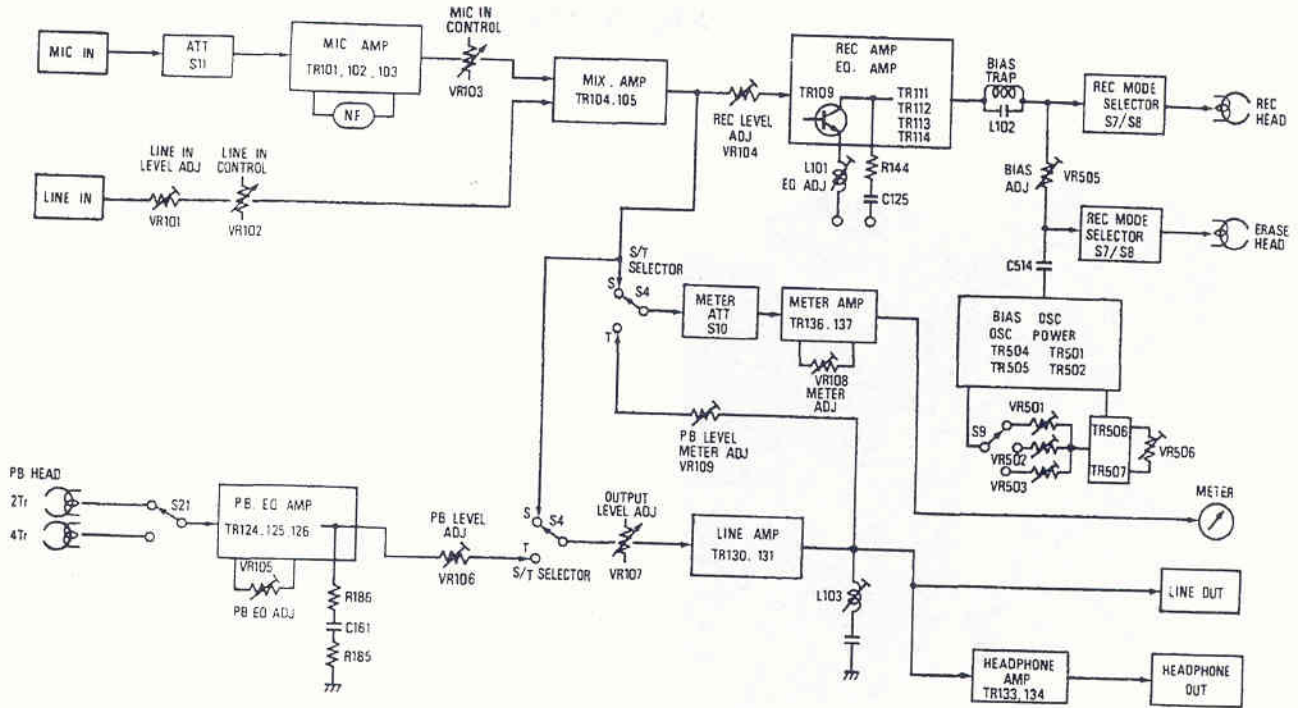 MIC IN
ATT
S11
MIC AMP
TR101, 102, 103
NF
MIC IN
CONTROL
VR103
MIX. AMP
TR104.105
REC LEVEL
ADJ
VR104
REC AMP
EQ. AMP
TR109
TR111
TR112
TR113
TR114
L101
EQ ADJ
R144
C125
BIAS
TRAP
L102
REC MODE
SELECTOR
S7/S8
REC
HEAD
LINE IN
LINE IN
LEVEL ADJ
VR101
LINE IN
CONTROL
VR102
BIAS
ADJ
VR505
REC MODE
SELECTOR
S7/S8
ERASE
HEAD
C514
S/T
SELECTOR
S
S4
T
METER
ATT
S10
METER AMP
TR136.137
VR108
METER
ADJ
BIAS OSC
OSC POWER
TR504 TR501
TR505 TR502
S9
VR501
VR502
VR503
TR506
TR507
VR506
PB LEVEL
METER ADJ
VR109
METER
PB HEAD
2Tr
4Tr
S21
P.B. EQ AMP
TR124.125.126
VR105
PB EQ ADJ
R186
C161
R185
PB LEVEL
ADJ
VR106
S
S4
T
S/T SELECTOR
OUTPUT
LEVEL ADJ
VR107
LINE AMP
TR130.131
L103
LINE OUT
HEADPHONE
AMP
TR133, 134
HEADPHONE
OUT